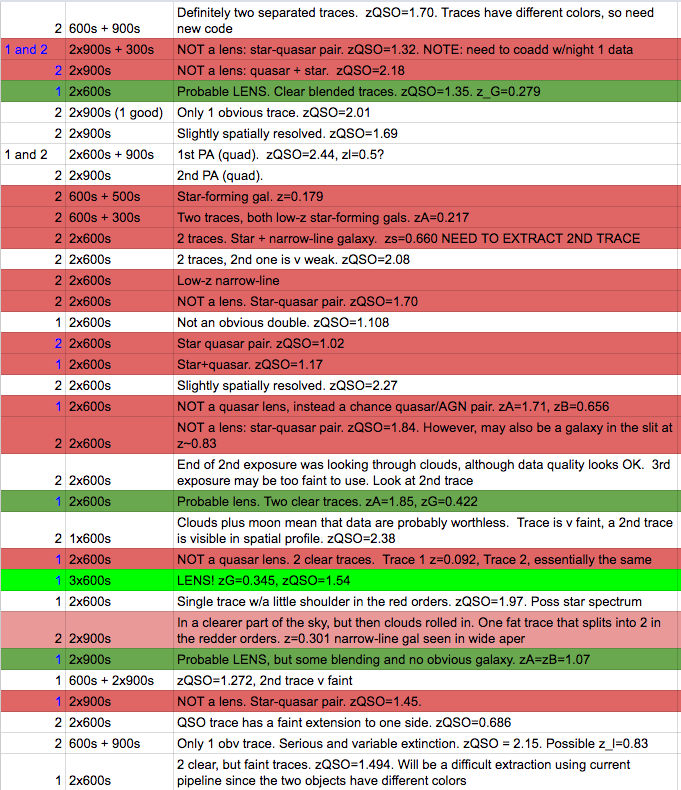 Definitely two separated traces.  zQSO=1.70. Traces have different colors, so need
2 600s + 900s new code
1 and 2 2x900s + 300s NOT a lens: star-quasar pair. zQSO=1.32. NOTE: need to coadd w/night 1 data
2 2x900s NOT a lens: quasar + star.  zQSO=2.18
1 2x600s Probable LENS. Clear blended traces. zQSO=1.35. z_G=0.279
2 2x900s (1 good) Only 1 obvious trace. zQSO=2.01
2 2x900s Slightly spatially resolved. zQSO=1.69
1 and 2 2x600s + 900s 1st PA (quad).  zQSO=2.44, zl=0.5?
2 2x900s 2nd PA (quad).
2 600s + 500s Star-forming gal. z=0.179
2 600s + 300s Two traces, both low-z star-forming gals. zA=0.217
2 2x600s 2 traces. Star + narrow-line galaxy.  zs=0.660 NEED TO EXTRACT 2ND TRACE
2 2x600s 2 traces, 2nd one is v weak. zQSO=2.08
2 2x600s Low-z narrow-line
2 2x600s NOT a lens. Star-quasar pair. zQSO=1.70
1 2x600s Not an obvious double. zQSO=1.108
2 2x600s Star quasar pair. zQSO=1.02
1 2x600s Star+quasar. zQSO=1.17
2 2x600s Slightly spatially resolved. zQSO=2.27
1 2x600s NOT a quasar lens, instead a chance quasar/AGN pair. zA=1.71, zB=0.656
NOT a lens: star-quasar pair. zQSO=1.84. However, may also be a galaxy in the slit at
2 2x600s z~0.83
End of 2nd exposure was looking through clouds, although data quality looks OK.  3rd
2 2x600s exposure may be too faint to use. Look at 2nd trace
1 2x600s Probable lens. Two clear traces. zA=1.85, zG=0.422
Clouds plus moon mean that data are probably worthless.  Trace is v faint, a 2nd trace
2 1x600s is visible in spatial profile. zQSO=2.38
1 2x600s NOT a quasar lens. 2 clear traces.  Trace 1 z=0.092, Trace 2, essentially the same
1 3x600s LENS! zG=0.345, zQSO=1.54
1 2x600s Single trace w/a little shoulder in the red orders. zQSO=1.97. Poss star spectrum
In a clearer part of the sky, but then clouds rolled in. One fat trace that splits into 2 in
2 2x900s the redder orders. z=0.301 narrow-line gal seen in wide aper
1 2x900s Probable LENS, but some blending and no obvious galaxy. zA=zB=1.07
1 600s + 2x900s zQSO=1.272, 2nd trace v faint
1 2x900s NOT a lens. Star-quasar pair. zQSO=1.45.
2 2x600s QSO trace has a faint extension to one side. zQSO=0.686
2 600s + 900s Only 1 obv trace. Serious and variable extinction. zQSO = 2.15. Possible z_l=0.83
2 clear, but faint traces. zQSO=1.494. Will be a difficult extraction using current
1 2x600s pipeline since the two objects have different colors